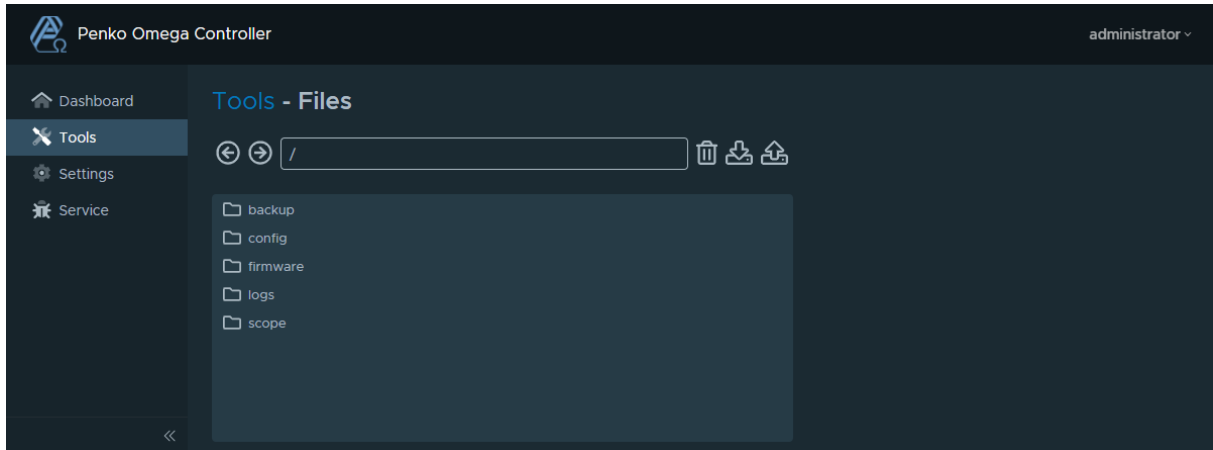 Penko Omega Controller
administrator
Dashboard
Tools
Settings
Service
Tools - Files
/
backup
config
firmware
logs
scope